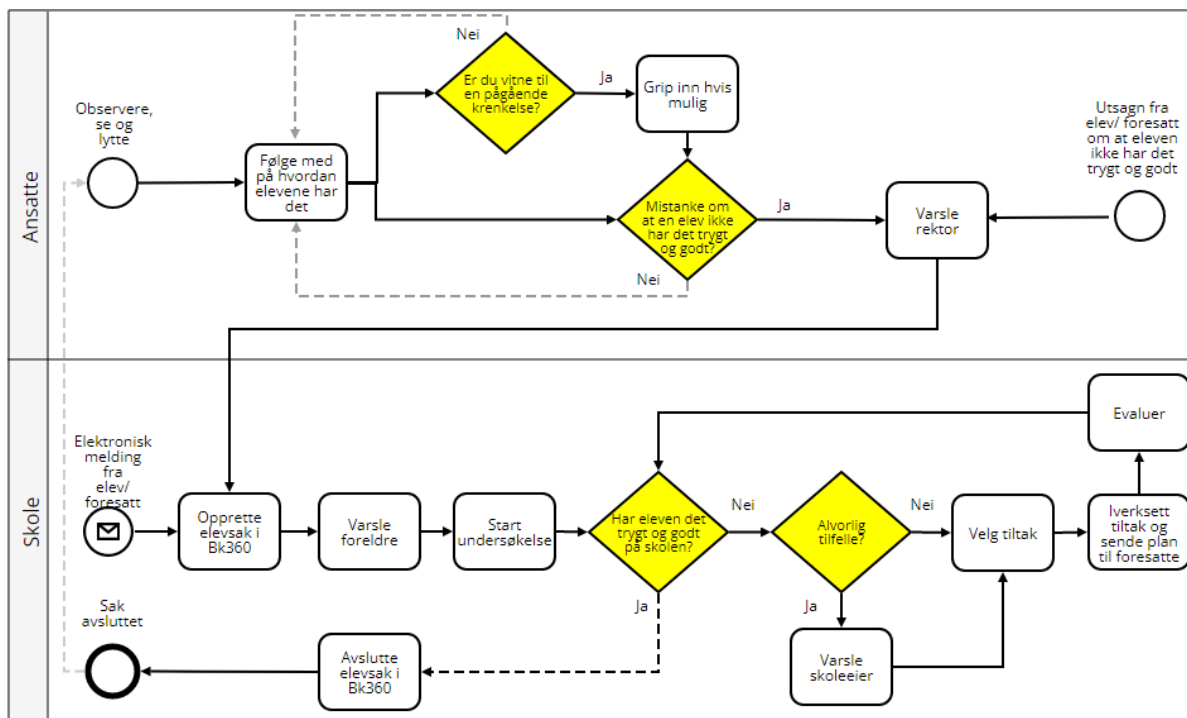 Ansatte
Observere,
se og
lytte
Følge med
på hvordan
elevene har
det
Nei
Er du vitne til
en pågående
krenkelse?
Ja
Grip inn hvis
mulig
Mistanke om
at en elev ikke
har det trygt
og godt?
Nei
Ja
Varsle
rektor
Utsagn fra
elev/ foresatt
om at eleven
ikke har det
trygt og godt
Skole
Elektronisk
melding
fra
elev/
foresatt
Opprette
elevsak i
Bk360
Varsle
foreldre
Start
undersøkelse
Har eleven det
trygt og godt
på skolen?
Nei
Alvorlig
tilfelle?
Nei
Velg tiltak
Iverksett
tiltak og
sende plan
til foresatte
Evaluer
Ja
Ja
Varsle
skoleeier
Avslutte
elevsak i
Bk360
Sak
avsluttet